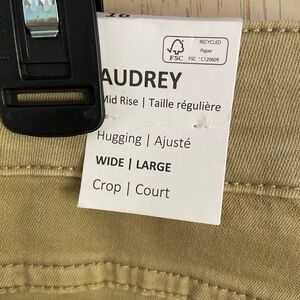 RECYCLED
Paper
FSC
FSC® C120609
AUDREY
Mid Rise | Taille régulière
Hugging | Ajusté
WIDE | LARGE
Crop | Court